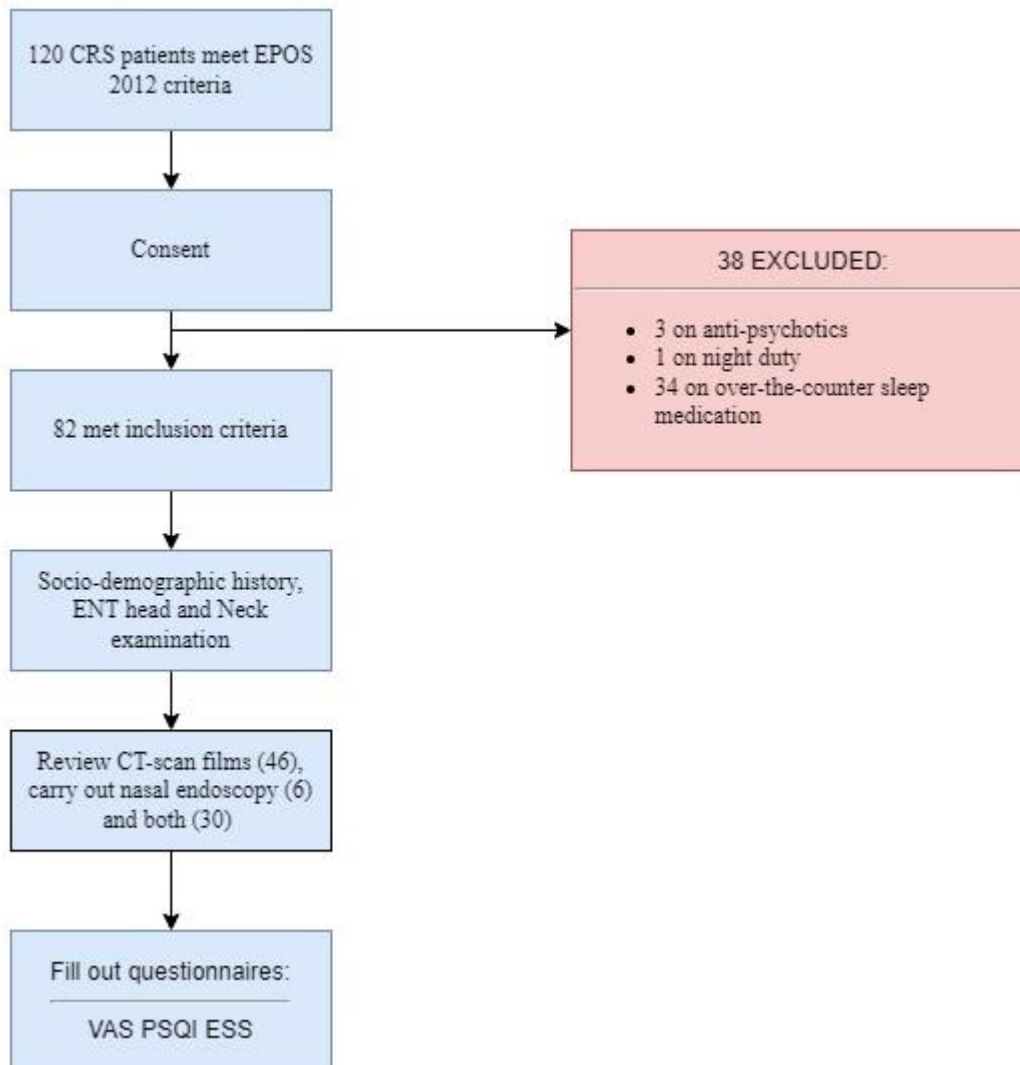 120 CRS patients meet EPOS
2012 criteria
Consent
38 EXCLUDED:
• 3 on anti-psychotics
• 1 on night duty
• 34 on over-the-counter sleep
medication
82 met inclusion criteria
Socio-demographic history,
ENT head and Neck
examination
Review CT-scan films (46),
carry out nasal endoscopy (6)
and both (30)
Fill out questionnaires:
VAS PSQI ESS